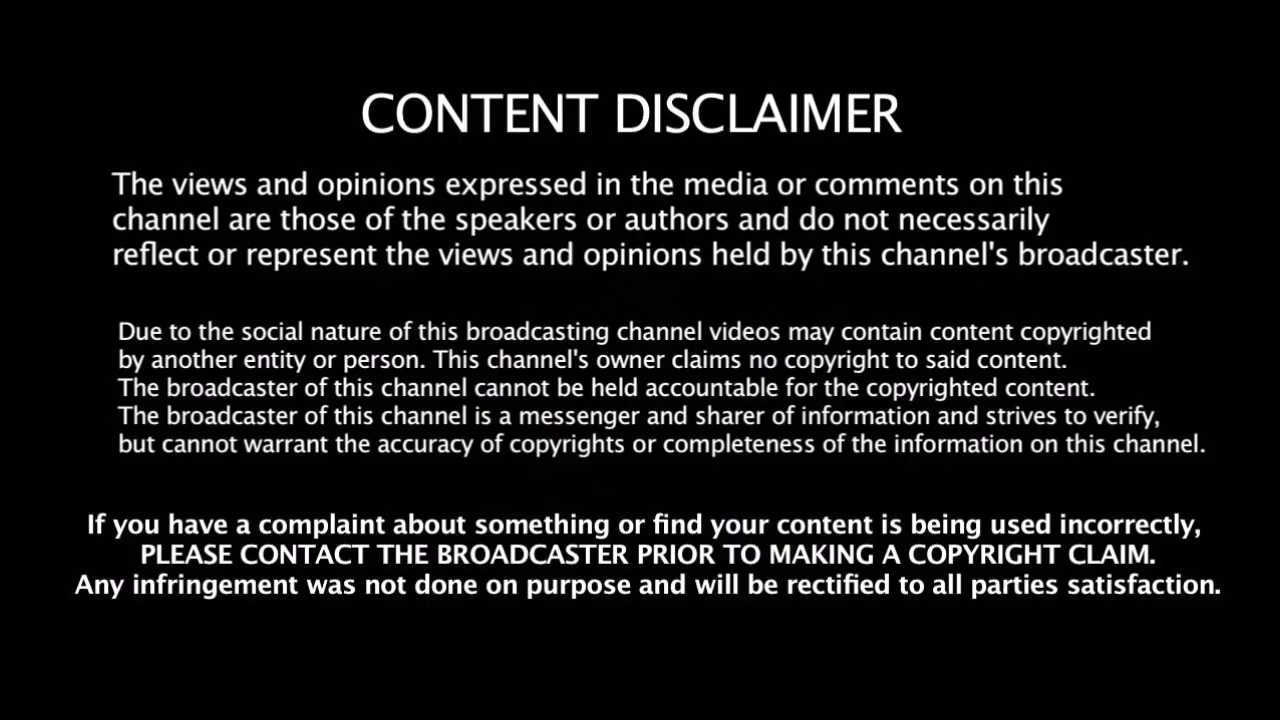 CONTENT DISCLAIMER
The views and opinions expressed in the media or comments on this
channel are those of the speakers or authors and do not necessarily
reflect or represent the views and opinions held by this channel's broadcaster.
Due to the social nature of this broadcasting channel videos may contain content copyrighted
by another entity or person. This channel's owner claims no copyright to said content.
The broadcaster of this channel cannot be held accountable for the copyrighted content.
The broadcaster of this channel is a messenger and sharer of information and strives to verify,
but cannot warrant the accuracy of copyrights or completeness of the information on this channel.
If you have a complaint about something or find your content is being used incorrectly,
PLEASE CONTACT THE BROADCASTER PRIOR TO MAKING A COPYRIGHT CLAIM.
Any infringement was not done on purpose and will be rectified to all parties satisfaction.